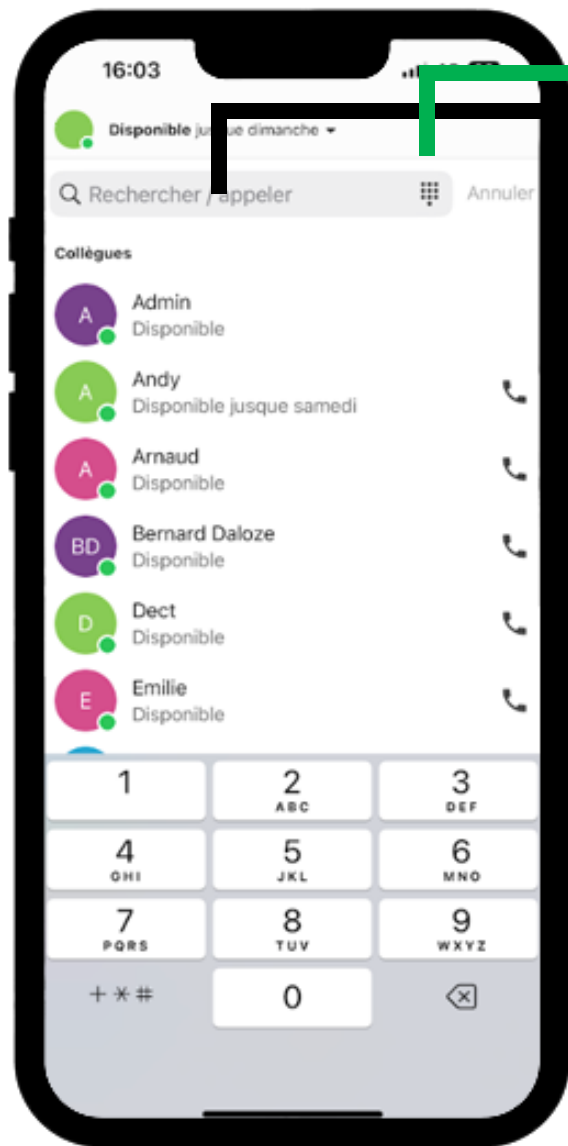 16:03
Disponible jusque dimanche
Rechercher / appeler
Annuler
Collègues
A
Admin
Disponible
A
Andy
Disponible jusque samedi
A
Arnaud
Disponible
BD
Bernard Daloze
Disponible
D
Dect
Disponible
E
Emilie
Disponible
1
2
ABC
3
DEF
4
GHI
5
JKL
6
MNO
7
PQRS
8
TUV
9
WXYZ
+ * #
0